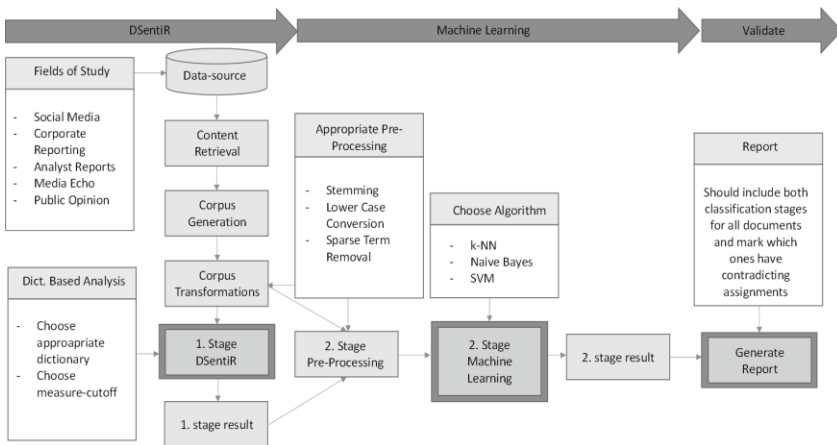 DSentiR
Machine Learning
Validate
Fields of Study
- Social Media
- Corporate
Reporting
- Analyst Reports
- Media Echo
- Public Opinion
Data-source
Content
Retrieval
Corpus
Generation
Corpus
Transformations
Appropriate Pre-
Processing
- Stemming
- Lower Case
Conversion
- Sparse Term
Removal
Choose Algorithm
- k-NN
- Naive Bayes
- SVM
Report
Should include both
classification stages
for all documents
and mark which
ones have
contradicting
assignments
Dict. Based Analysis
- Choose
approapriate
dictionary
- Choose
measure-cutoff
1. Stage
DSentiR
1. stage result
2. Stage
Pre-Processing
2. Stage
Machine
Learning
2. stage result
Generate
Report